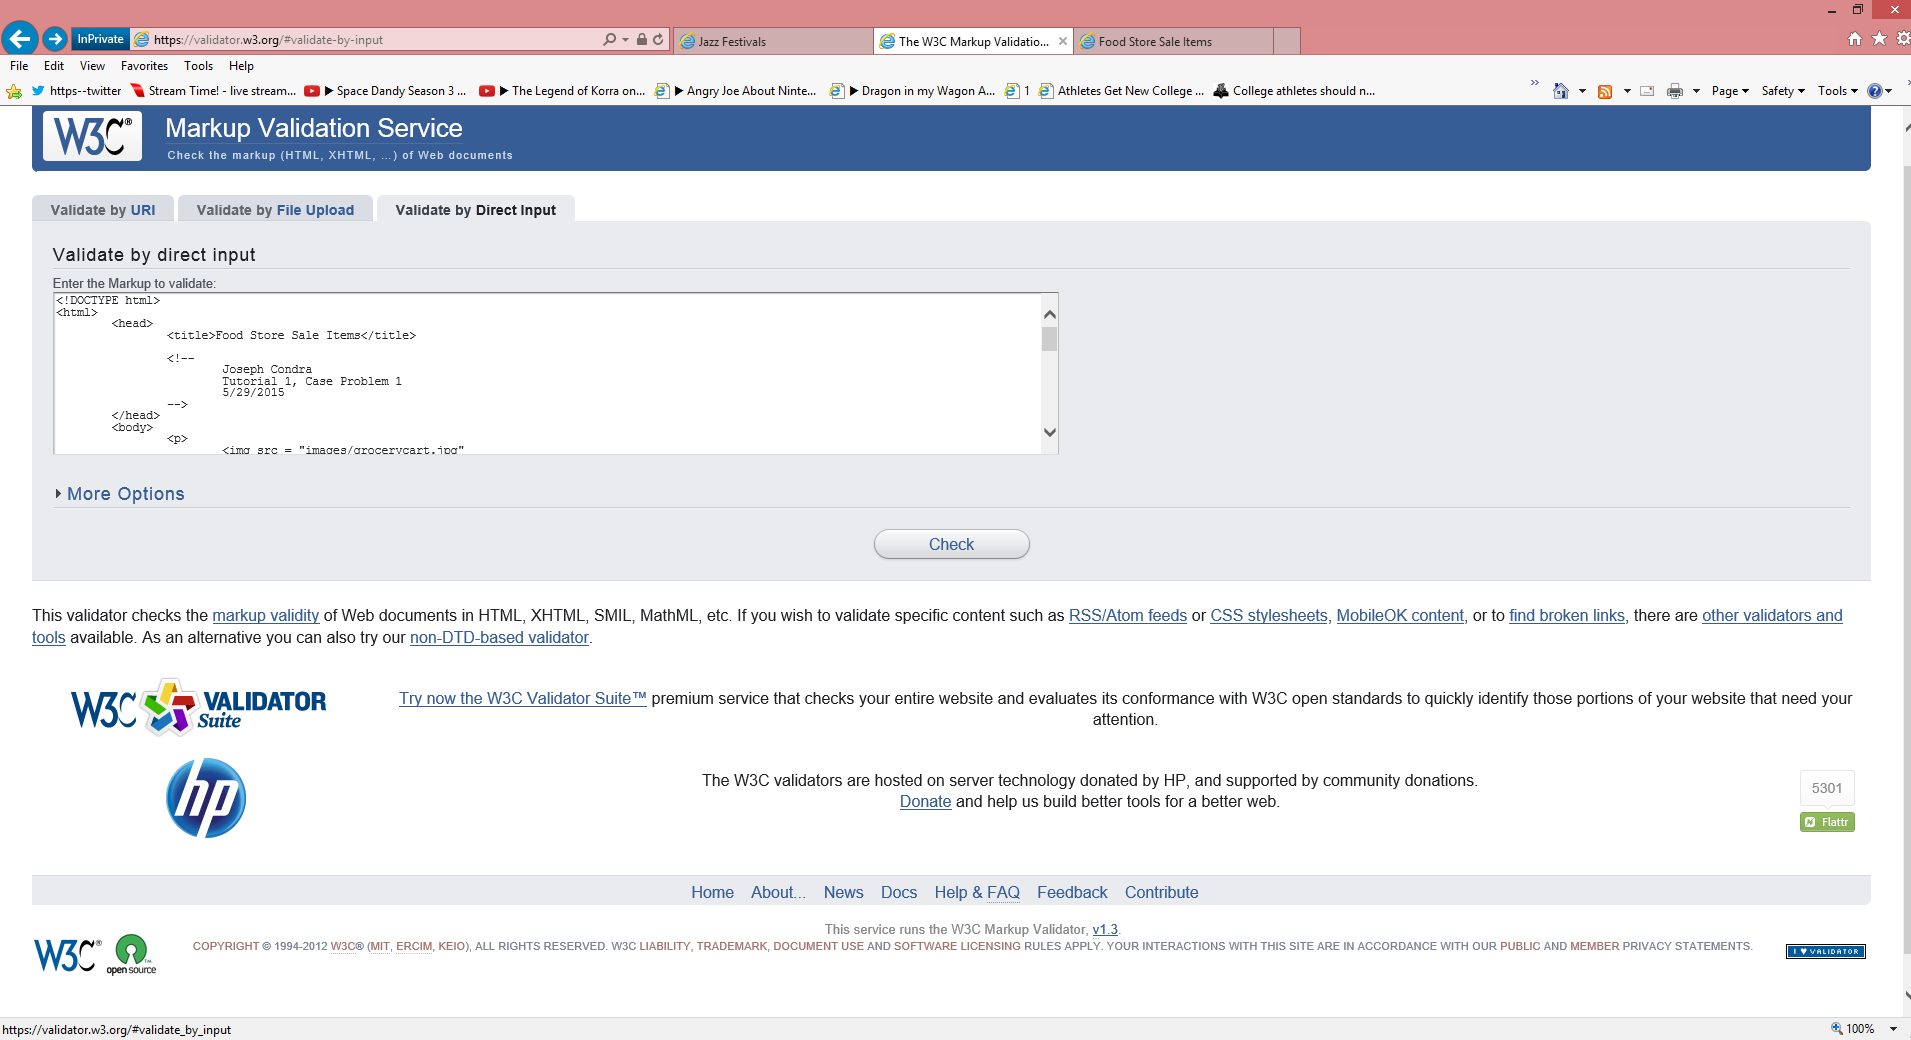 InPrivate
https://validator.w3.org/#validate-by-input
Jazz Festivals
The W3C Markup Validatio...
Food Store Sale Items
File Edit View Favorites Tools Help
https--twitter
Stream Time! - live stream...
▶ Space Dandy Season 3 ...
▶ The Legend of Korra on...
▶ Angry Joe About Ninte...
▶ Dragon in my Wagon A...
1
Athletes Get New College ...
College athletes should n...
Page Safety Tools
W3C®
Markup Validation Service
Check the markup (HTML, XHTML, ...) of Web documents
Validate by URI
Validate by File Upload
Validate by Direct Input
Validate by direct input
Enter the Markup to validate:
<!DOCTYPE html>
<html>
<head>
<title>Food Store Sale Items</title>
<!--
Joseph Condra
Tutorial 1, Case Problem 1
5/29/2015
-->
</head>
<body>
<p>
<img src = "images/grocerycart.jpg"
More Options
Check
This validator checks the markup validity of Web documents in HTML, XHTML, SMIL, MathML, etc. If you wish to validate specific content such as RSS/Atom feeds or CSS stylesheets, MobileOK content, or to find broken links, there are other validators and
tools available. As an alternative you can also try our non-DTD-based validator.
W3C VALIDATOR
Suite
Try now the W3C Validator Suite™ premium service that checks your entire website and evaluates its conformance with W3C open standards to quickly identify those portions of your website that need your
attention.
hp
The W3C validators are hosted on server technology donated by HP, and supported by community donations.
Donate and help us build better tools for a better web.
5301
Flattr
Home About... News Docs Help & FAQ Feedback Contribute
This service runs the W3C Markup Validator, v1.3.
W3C®
open source
COPYRIGHT © 1994-2012 W3C® (MIT, ERCIM, KEIO), ALL RIGHTS RESERVED. W3C LIABILITY, TRADEMARK, DOCUMENT USE AND SOFTWARE LICENSING RULES APPLY. YOUR INTERACTIONS WITH THIS SITE ARE IN ACCORDANCE WITH OUR PUBLIC AND MEMBER PRIVACY STATEMENTS.
I ♥ VALIDATOR
https://validator.w3.org/#validate_by_input
100%